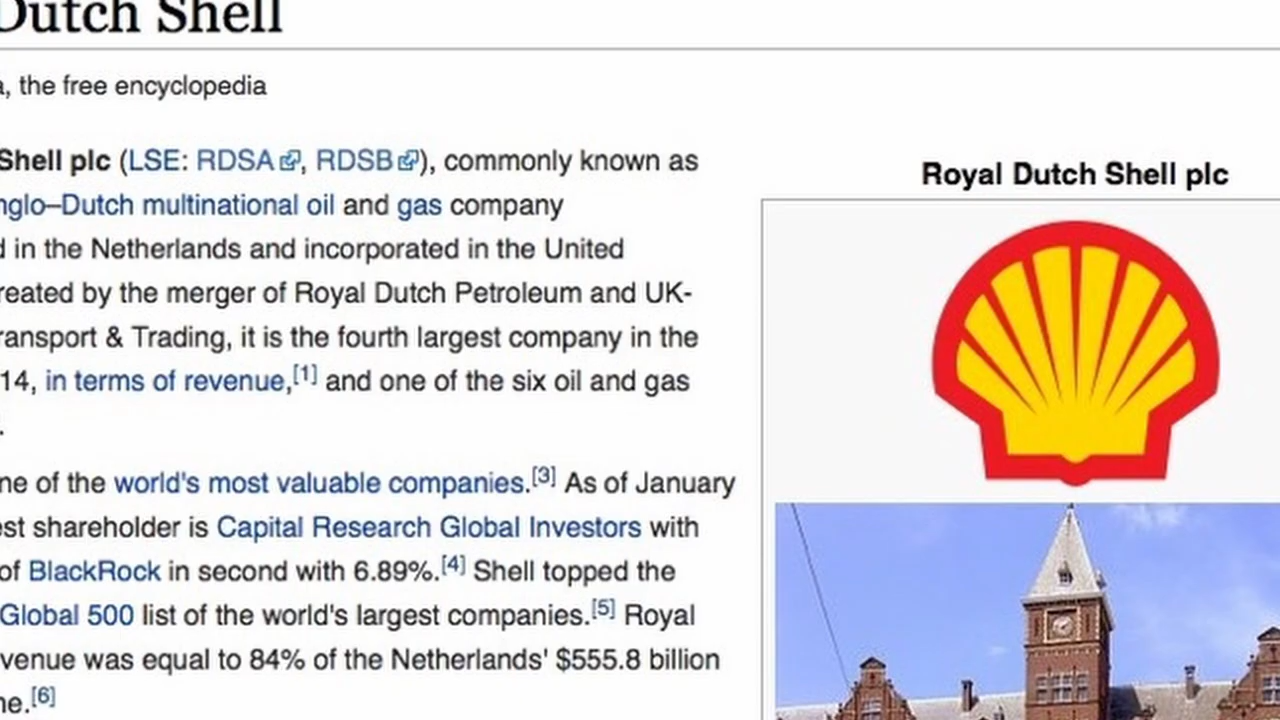 Dutch Shell
, the free encyclopedia
Shell plc (LSE: RDSA, RDSB), commonly known as
nglo–Dutch multinational oil and gas company
d in the Netherlands and incorporated in the United
reated by the merger of Royal Dutch Petroleum and UK-
ransport & Trading, it is the fourth largest company in the
14, in terms of revenue,[1] and one of the six oil and gas
.
ne of the world's most valuable companies.[3] As of January
est shareholder is Capital Research Global Investors with
of BlackRock in second with 6.89%.[4] Shell topped the
Global 500 list of the world's largest companies.[5] Royal
venue was equal to 84% of the Netherlands' $555.8 billion
ne.[6]
Royal Dutch Shell plc